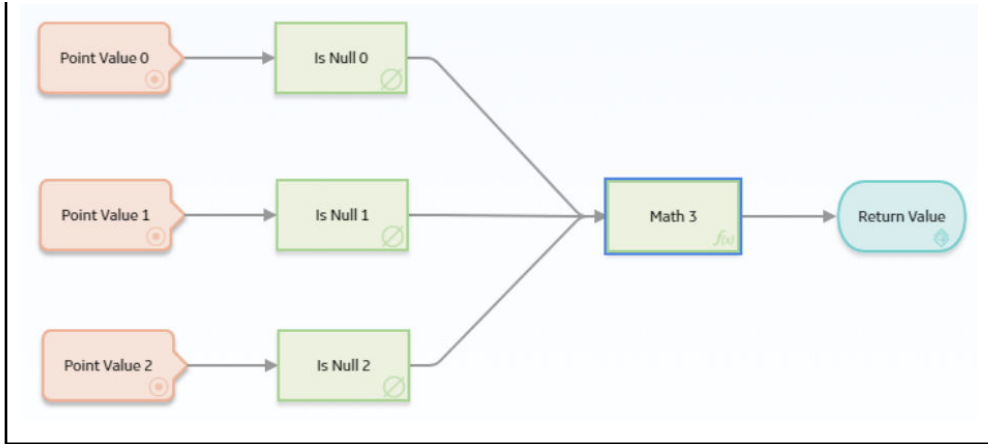 Point Value 0
Is Null 0
Point Value 1
Is Null 1
Math 3
f(x)
Return Value
Point Value 2
Is Null 2